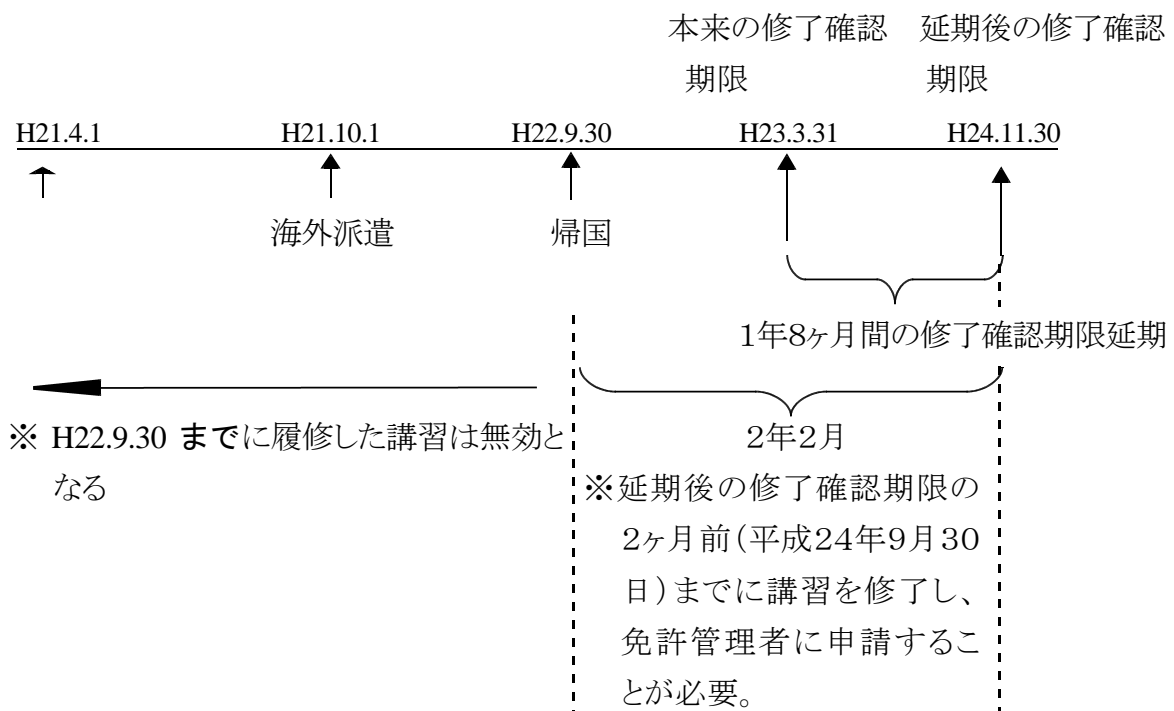 本来の修了確認 延期後の修了確認
期限 期限
H21.4.1 H21.10.1 H22.9.30 H23.3.31 H24.11.30
海外派遣 帰国
1年8ヶ月間の修了確認期限延期
※ H22.9.30 までに履修した講習は無効と
なる
2年2月
※延期後の修了確認期限の
2ヶ月前(平成24年9月30
日)までに講習を修了し、
免許管理者に申請するこ
とが必要。